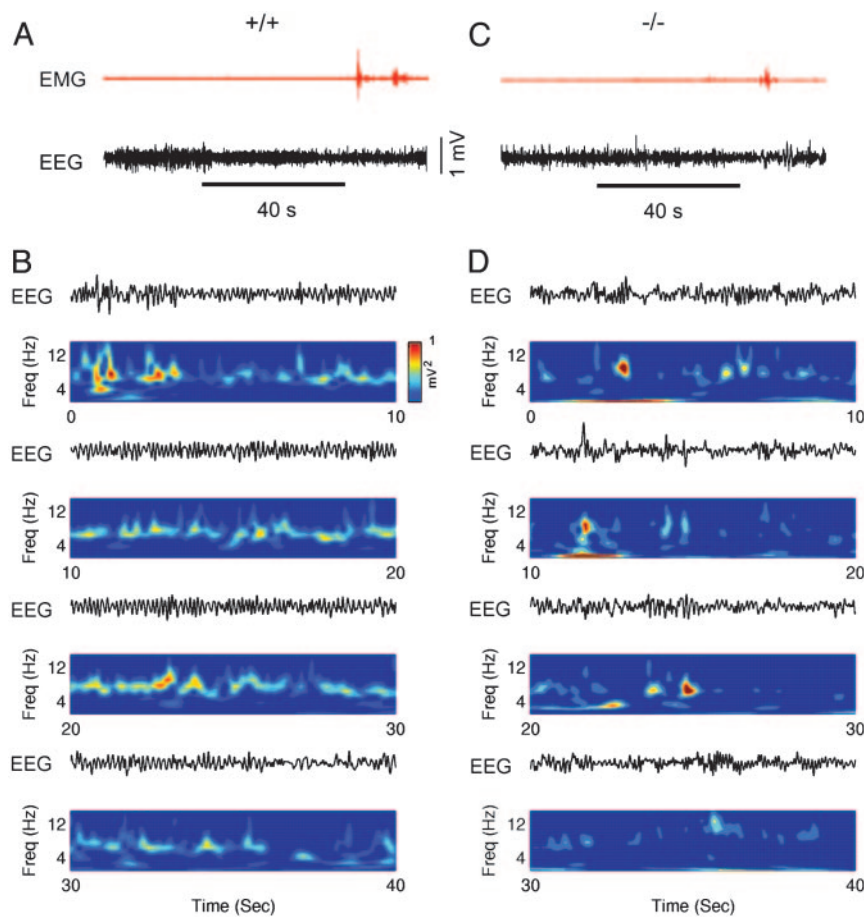 A +/+ C -/-
EMG
EEG 1 mV
40 s 40 s
B D
EEG EEG
Freq (Hz) 12 4 1 mV² Freq (Hz) 12 4
0 10 0 10
EEG EEG
Freq (Hz) 12 4 Freq (Hz) 12 4
10 20 10 20
EEG EEG
Freq (Hz) 12 4 Freq (Hz) 12 4
20 30 20 30
EEG EEG
Freq (Hz) 12 4 Freq (Hz) 12 4
30 40 30 40
Time (Sec) Time (Sec)